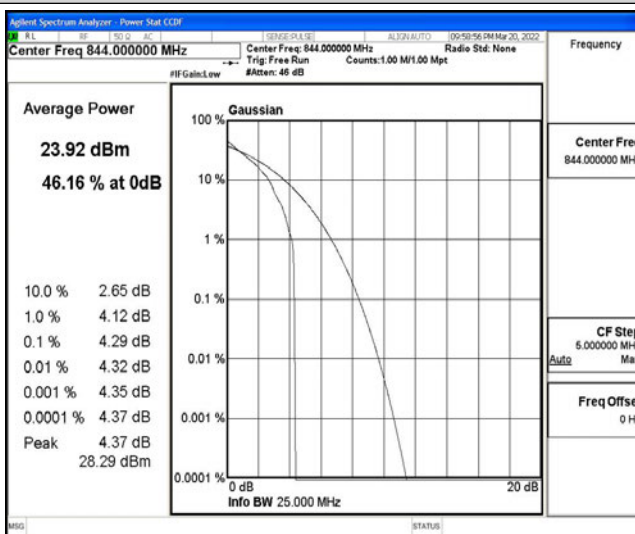 Agilent Spectrum Analyzer - Power Stat CCDF
RL RF 50 Ω AC SENSE:PULSE ALIGN AUTO 09:58:56 PM Mar 20, 2022
Center Freq 844.000000 MHz
Center Freq: 844.000000 MHz Radio Std: None
Trig: Free Run Counts:1.00 M/1.00 Mpt
#IFGain:Low #Atten: 46 dB
Frequency
Average Power
23.92 dBm
46.16 % at 0dB
10.0 % 2.65 dB
1.0 % 4.12 dB
0.1 % 4.29 dB
0.01 % 4.32 dB
0.001 % 4.35 dB
0.0001 % 4.37 dB
Peak 4.37 dB
28.29 dBm
Gaussian
100 %
10 %
1 %
0.1 %
0.01 %
0.001 %
0.0001 %
0 dB 20 dB
Info BW 25.000 MHz
Center Fre
844.000000 MH
CF Step
5.000000 MH
Auto Ma
Freq Offse
0 H
MSG STATUS